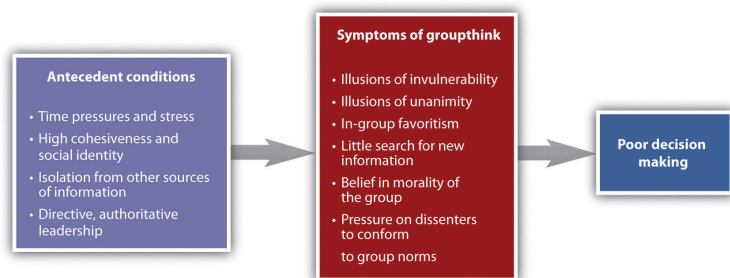 Antecedent conditions
• Time pressures and stress
• High cohesiveness and
social identity
• Isolation from other sources
of information
• Directive, authoritative
leadership
Symptoms of groupthink
• Illusions of invulnerability
• Illusions of unanimity
• In-group favoritism
• Little search for new
information
• Belief in morality of
the group
• Pressure on dissenters
to conform
to group norms
Poor decision
making